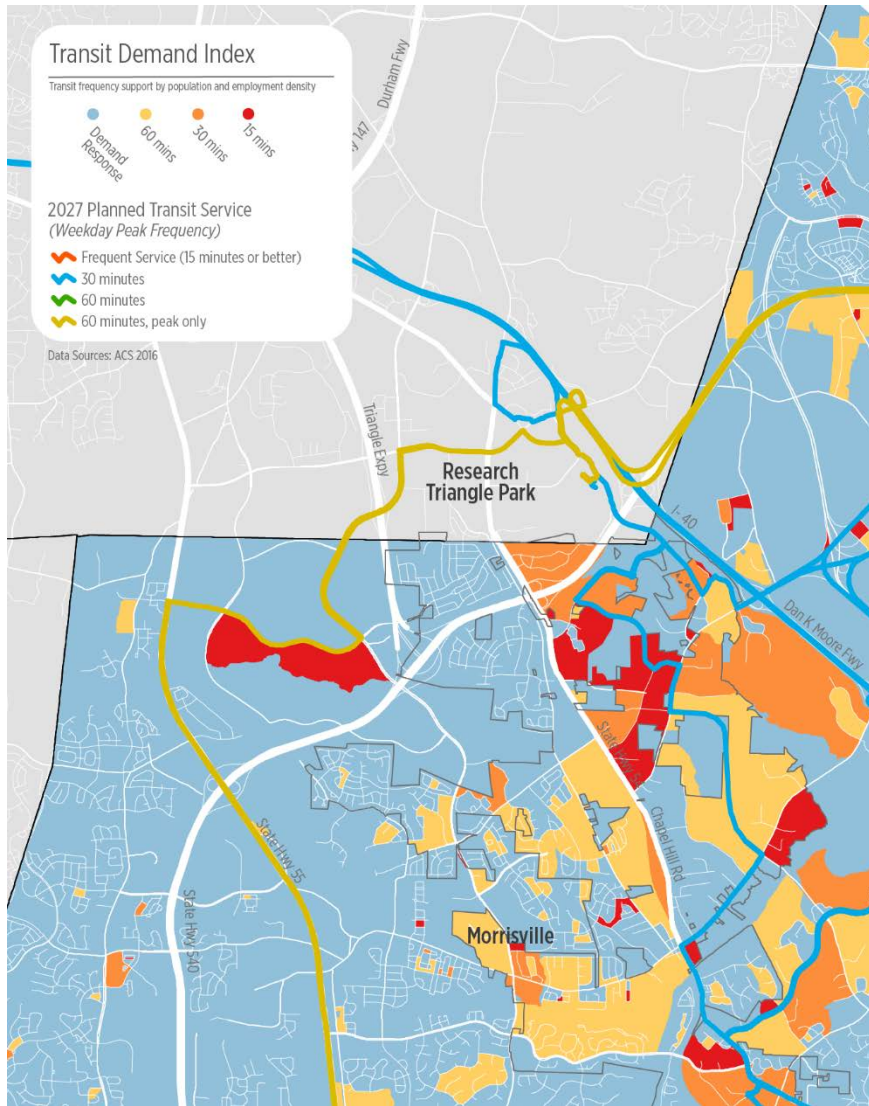 Transit Demand Index
Transit frequency support by population and employment density
Demand
Response
60 mins
30 mins
15 mins
2027 Planned Transit Service
(Weekday Peak Frequency)
Frequent Service (15 minutes or better)
30 minutes
60 minutes
60 minutes, peak only
Data Sources: ACS 2016
Durham Fwy
147
Triangle Expy
Research
Triangle Park
I-40
Dan K Moore Fwy
State Hwy 54
Chapel Hill Rd
State Hwy 55
State Hwy 540
Morrisville